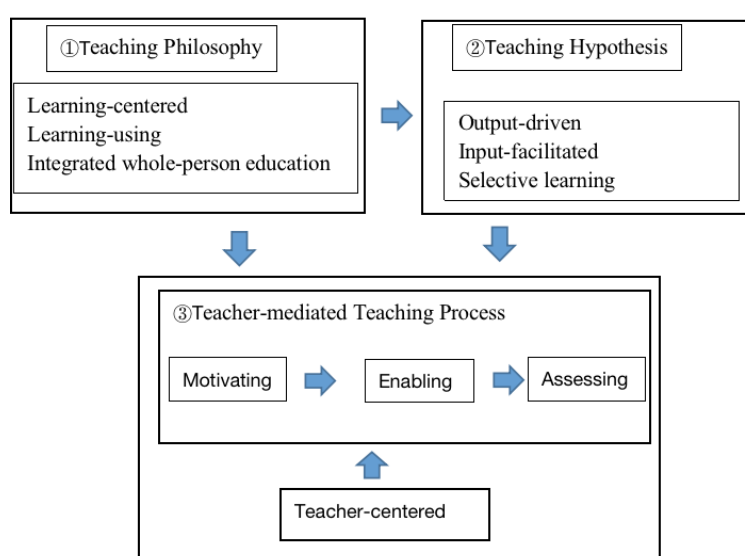 ①Teaching Philosophy
Learning-centered
Learning-using
Integrated whole-person education
②Teaching Hypothesis
Output-driven
Input-facilitated
Selective learning
③Teacher-mediated Teaching Process
Motivating
Enabling
Assessing
Teacher-centered